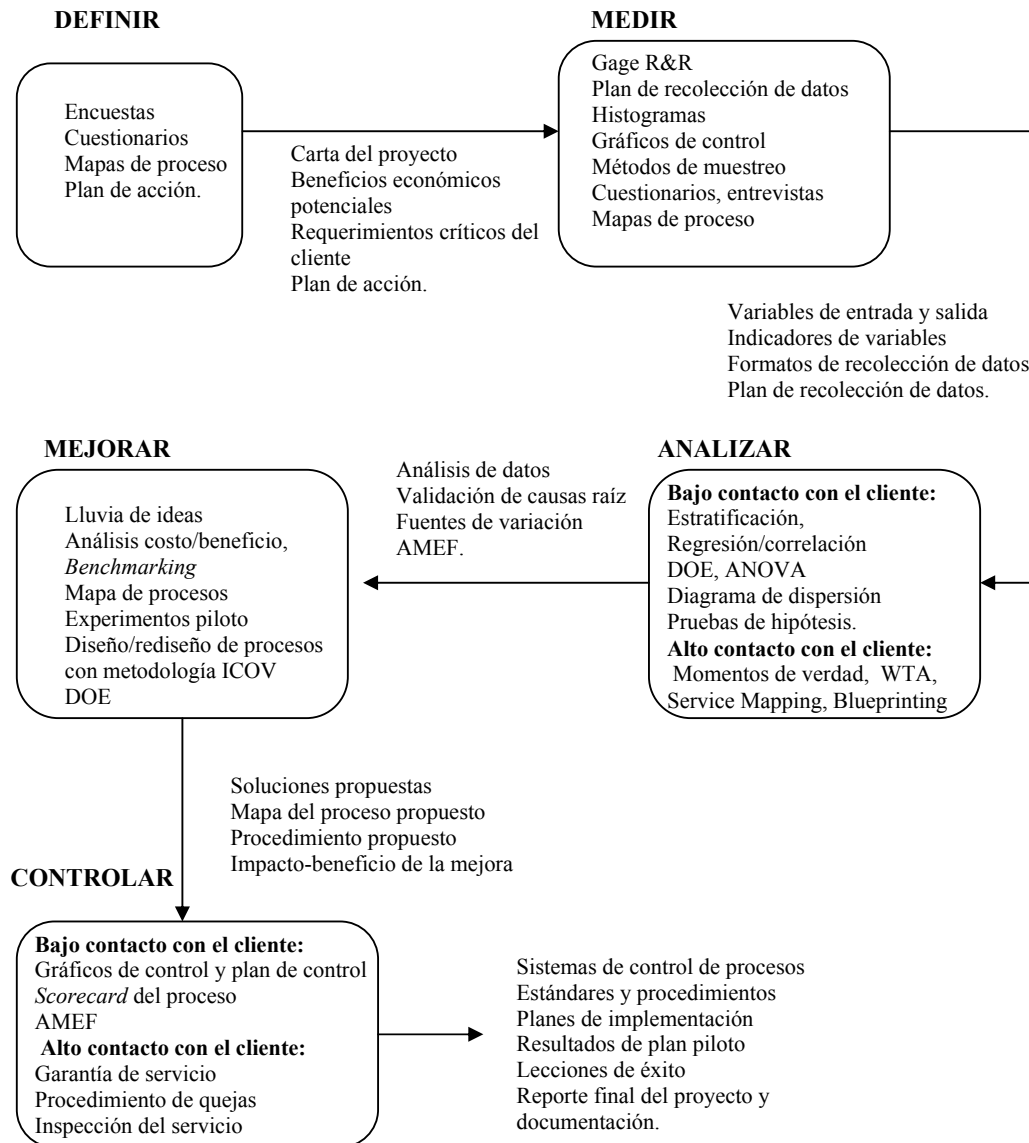 DEFINIR
Encuestas
Cuestionarios
Mapas de proceso
Plan de acción.
Carta del proyecto
Beneficios económicos
potenciales
Requerimientos críticos del
cliente
Plan de acción.
MEDIR
Gage R&R
Plan de recolección de datos
Histogramas
Gráficos de control
Métodos de muestreo
Cuestionarios, entrevistas
Mapas de proceso
Variables de entrada y salida
Indicadores de variables
Formatos de recolección de datos
Plan de recolección de datos.
ANALIZAR
Bajo contacto con el cliente:
Estratificación,
Regresión/correlación
DOE, ANOVA
Diagrama de dispersión
Pruebas de hipótesis.
Alto contacto con el cliente:
Momentos de verdad, WTA,
Service Mapping, Blueprinting
Análisis de datos
Validación de causas raíz
Fuentes de variación
AMEF.
MEJORAR
Lluvia de ideas
Análisis costo/beneficio,
Benchmarking
Mapa de procesos
Experimentos piloto
Diseño/rediseño de procesos
con metodología ICOV
DOE
Soluciones propuestas
Mapa del proceso propuesto
Procedimiento propuesto
Impacto-beneficio de la mejora
CONTROLAR
Bajo contacto con el cliente:
Gráficos de control y plan de control
Scorecard del proceso
AMEF
Alto contacto con el cliente:
Garantía de servicio
Procedimiento de quejas
Inspección del servicio
Sistemas de control de procesos
Estándares y procedimientos
Planes de implementación
Resultados de plan piloto
Lecciones de éxito
Reporte final del proyecto y
documentación.